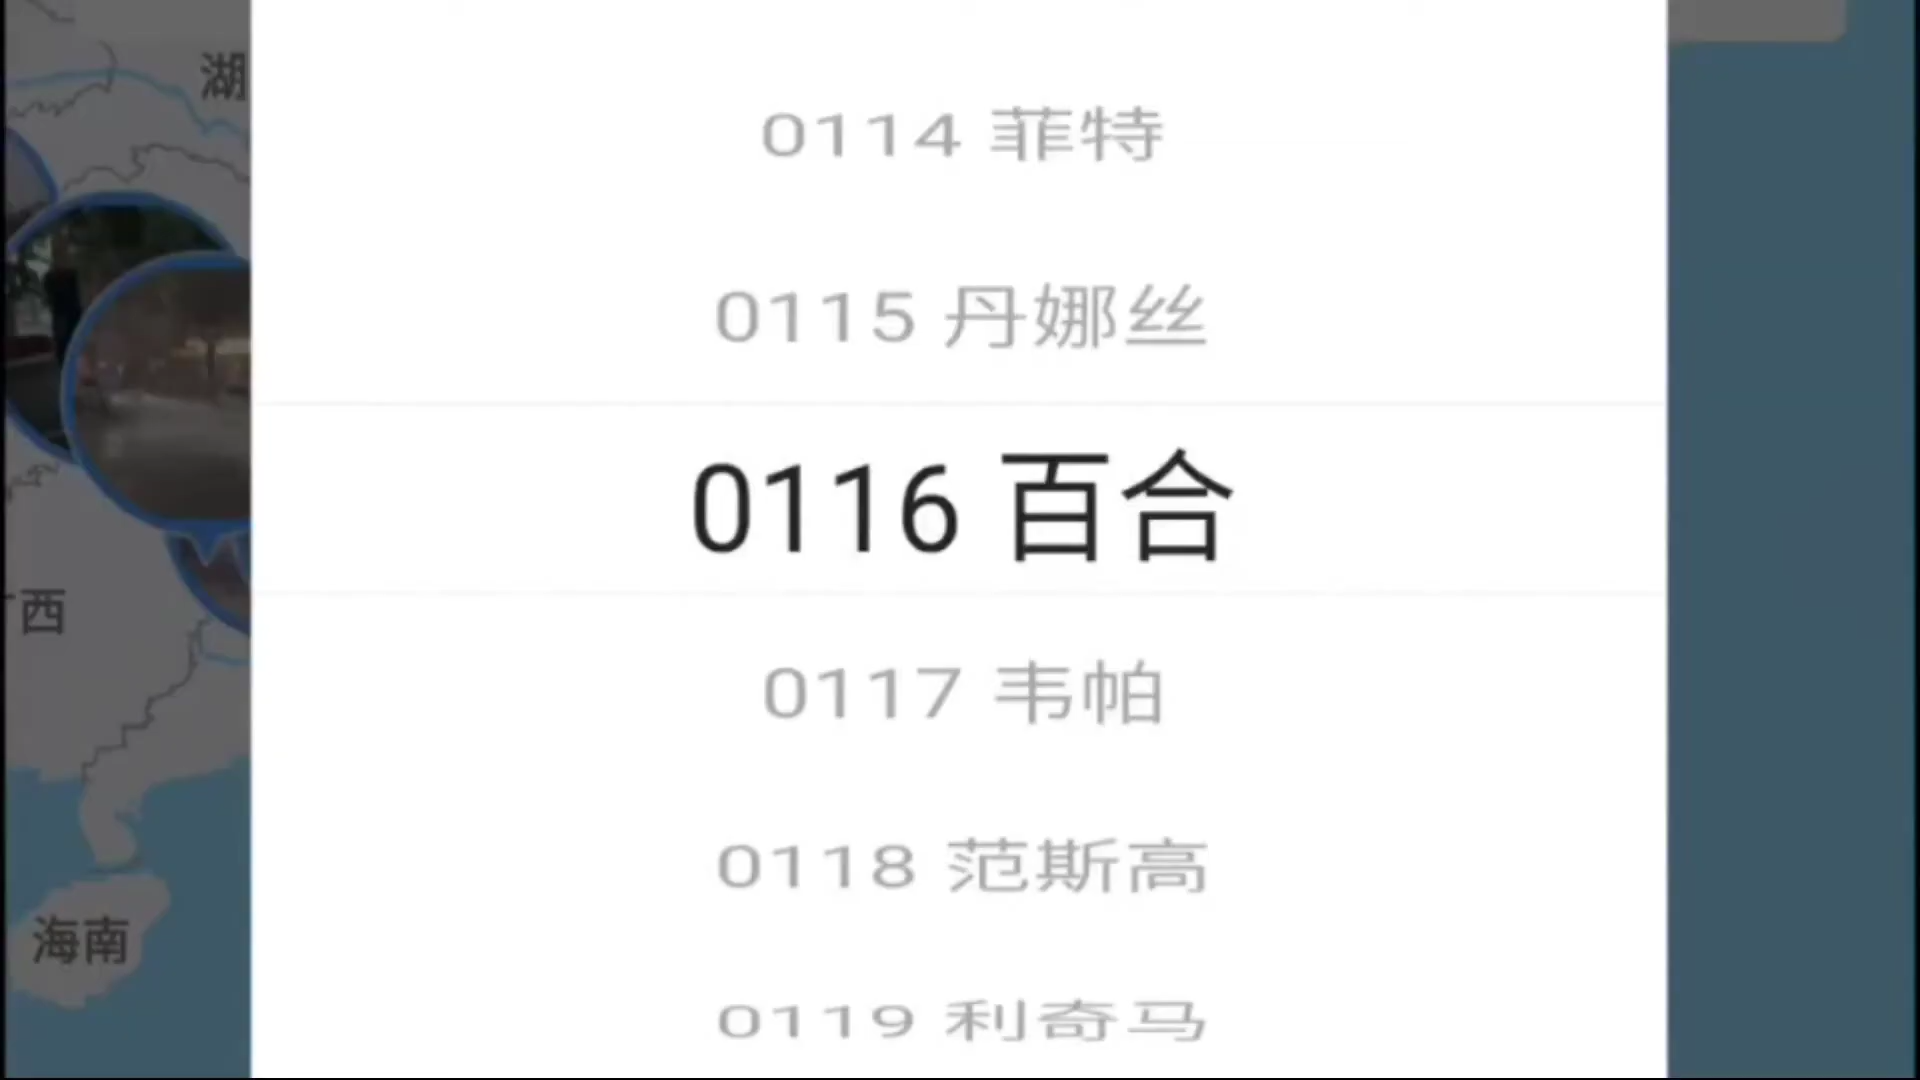 湖
0114 菲特
0115 丹娜丝
0116 百合
西
0117 韦帕
0118 范斯高
海南
0119 利奇马